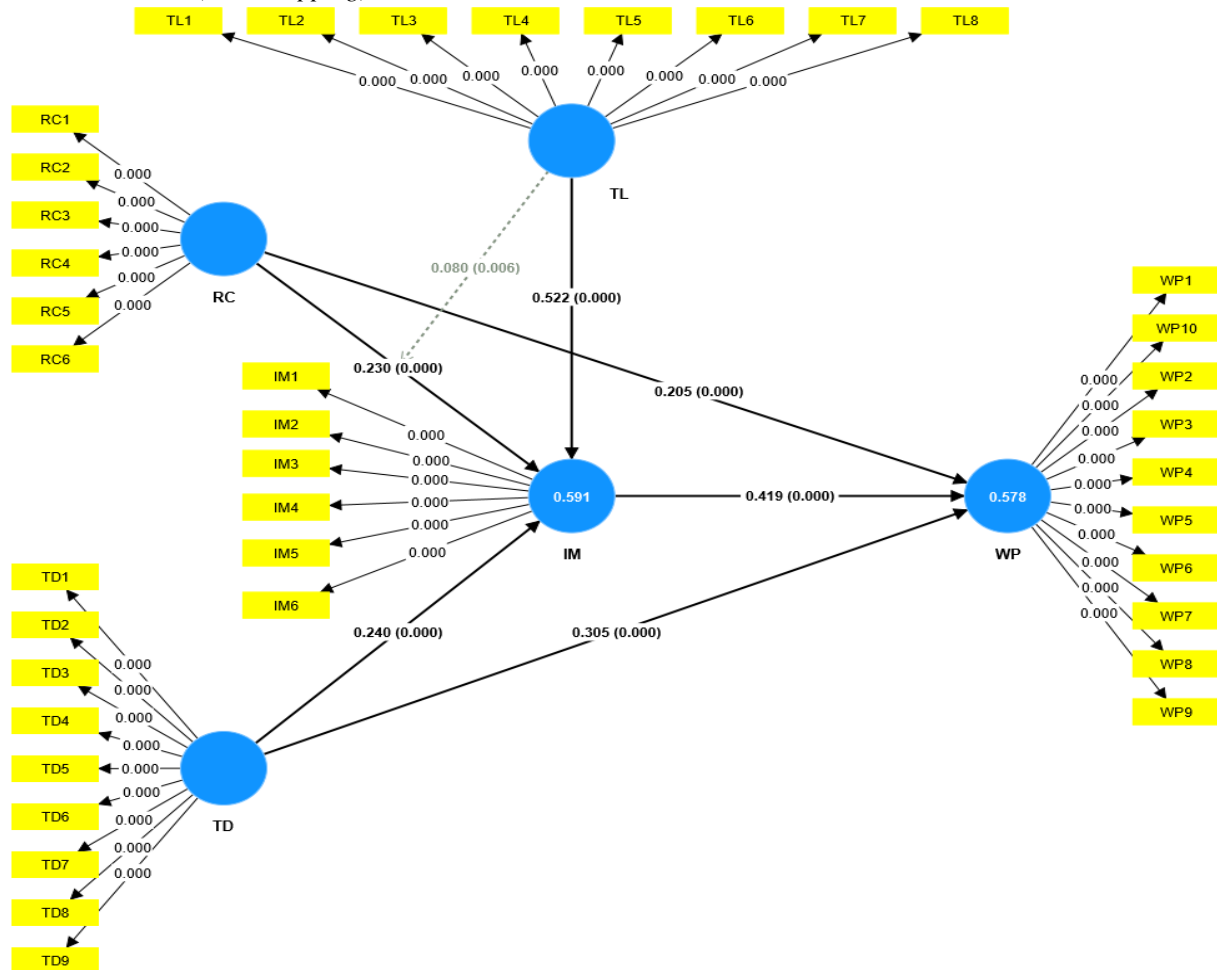 TL1 TL2 TL3 TL4 TL5 TL6 TL7 TL8
0.000 0.000 0.000 0.000 0.000 0.000 0.000 0.000
TL
RC1
RC2
RC3
RC4
RC5
RC6
0.000
0.000
0.000
0.000
0.000
0.000
RC
0.080 (0.006)
0.522 (0.000)
0.230 (0.000)
0.205 (0.000)
IM1
IM2
IM3
IM4
IM5
IM6
0.000
0.000
0.000
0.000
0.000
0.000
0.591
IM
0.419 (0.000)
0.240 (0.000)
0.305 (0.000)
0.578
WP
0.000
0.000
0.000
0.000
0.000
0.000
0.000
0.000
0.000
0.000
WP1
WP10
WP2
WP3
WP4
WP5
WP6
WP7
WP8
WP9
TD1
TD2
TD3
TD4
TD5
TD6
TD7
TD8
TD9
0.000
0.000
0.000
0.000
0.000
0.000
0.000
0.000
0.000
TD